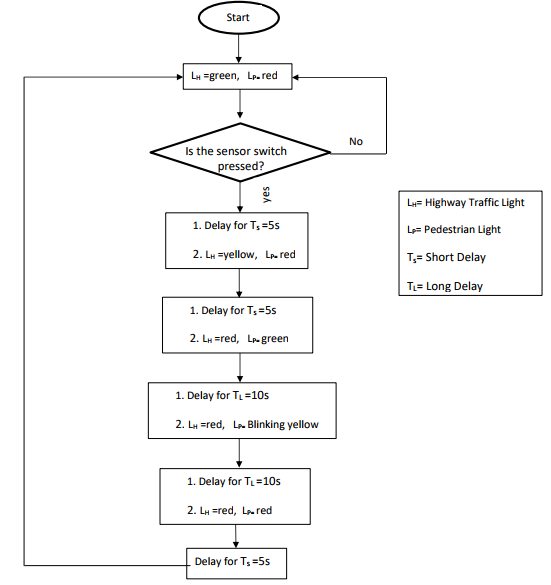 Start
LH =green, LP= red
Is the sensor switch
pressed?
No
yes
1. Delay for Ts =5s
2. LH =yellow, LP= red
1. Delay for Ts =5s
2. LH =red, LP= green
1. Delay for TL =10s
2. LH =red, LP= Blinking yellow
1. Delay for TL =10s
2. LH =red, LP= red
Delay for Ts =5s
LH= Highway Traffic Light
LP= Pedestrian Light
Ts= Short Delay
TL= Long Delay